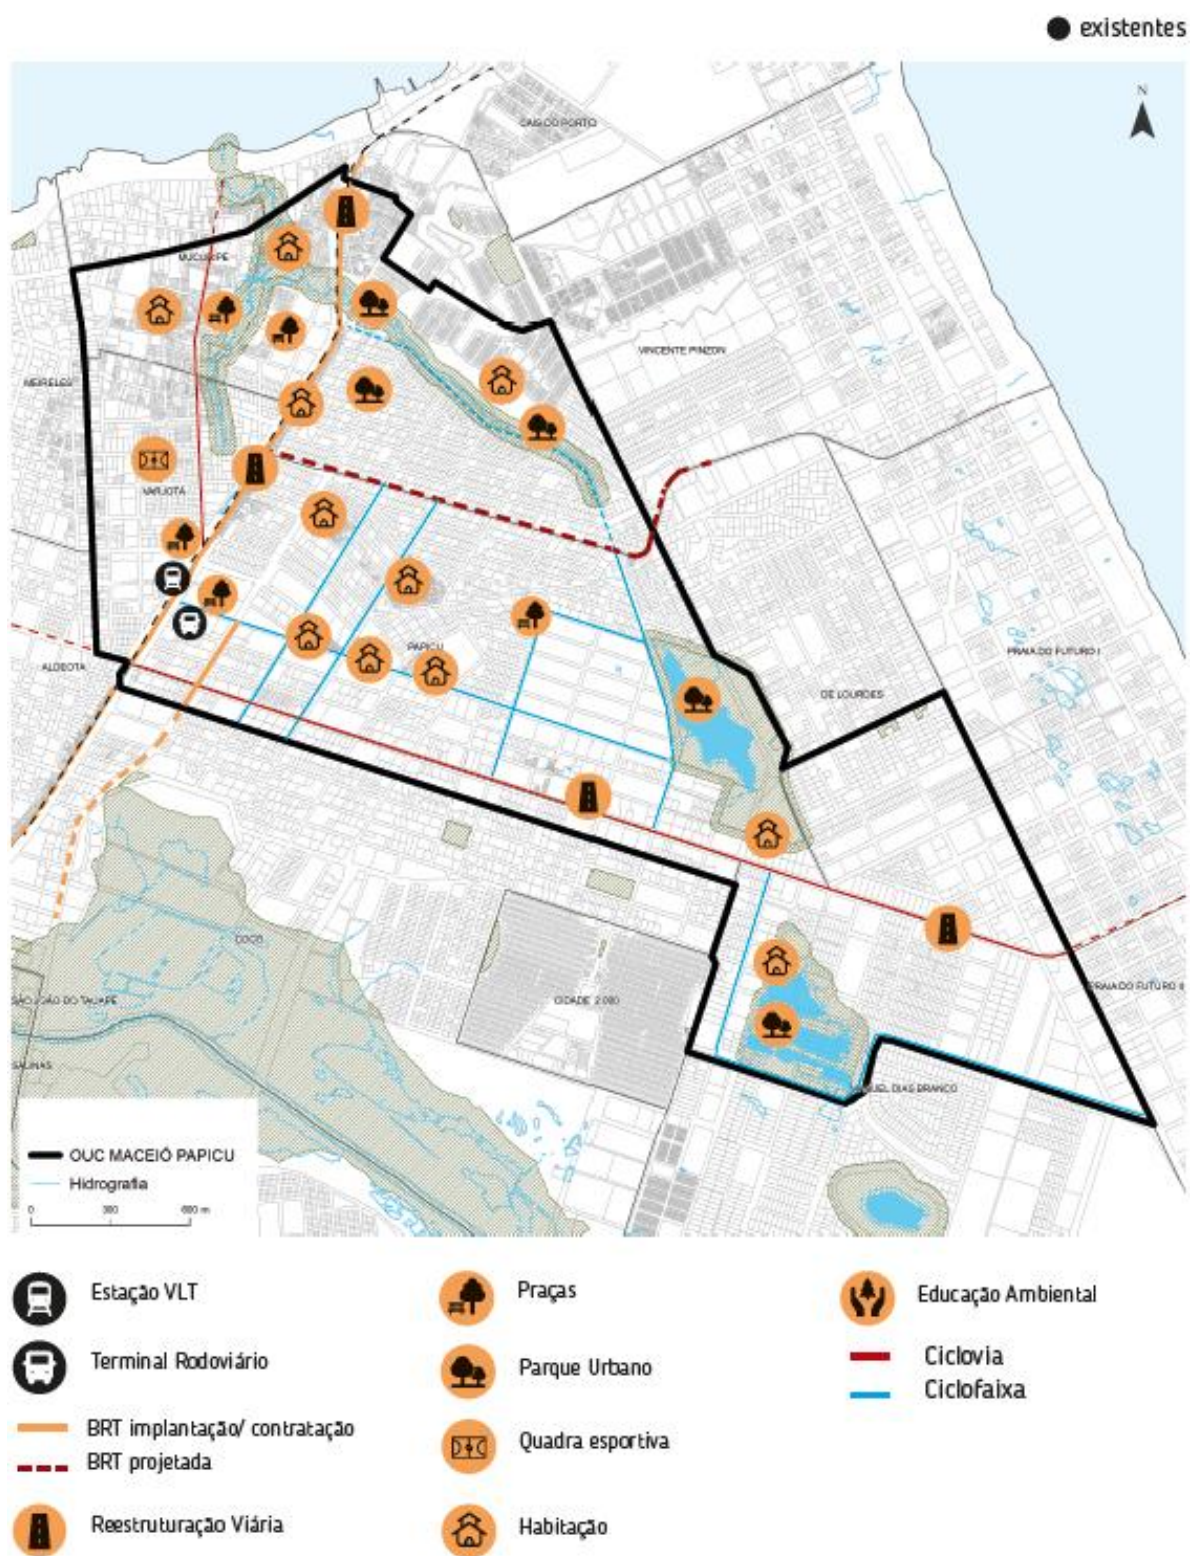 existentes
N
CAIS DO PORTO
MUCURIPE
VINCENTE PINZON
MEIRELES
VARJOTA
PAPICU
ALDEOTA
PRAIA DO FUTURO I
DE LOURDES
COCÓ
CIDADE 2.000
PRAIA DO FUTURO II
SÃO JOÃO DO TAUAPE
SALINAS
UEL DIAS BRANCO
OUC MACEIÓ PAPICU
Hidrografia
0 300 600 m
Estação VLT
Praças
Educação Ambiental
Terminal Rodoviário
Parque Urbano
Ciclovia
Ciclofaixa
BRT implantação/ contratação
BRT projetada
Quadra esportiva
Reestruturação Viária
Habitação